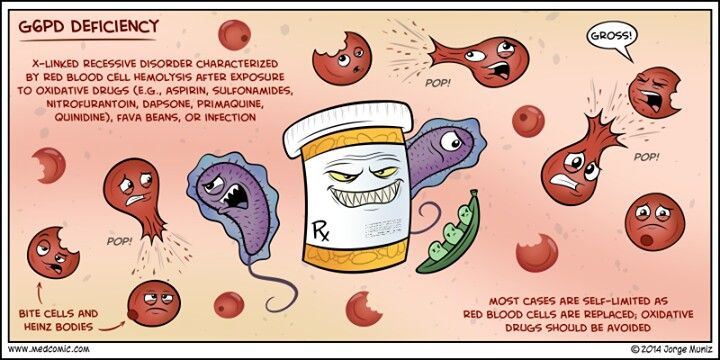 G6PD DEFICIENCY
X-LINKED RECESSIVE DISORDER CHARACTERIZED
BY RED BLOOD CELL HEMOLYSIS AFTER EXPOSURE
TO OXIDATIVE DRUGS (E.G., ASPIRIN, SULFONAMIDES,
NITROFURANTOIN, DAPSONE, PRIMAQUINE,
QUINIDINE), FAVA BEANS, OR INFECTION
POP!
GROSS!
POP!
POP!
Rx
BITE CELLS AND
HEINZ BODIES
MOST CASES ARE SELF-LIMITED AS
RED BLOOD CELLS ARE REPLACED; OXIDATIVE
DRUGS SHOULD BE AVOIDED
www.medcomic.com
© 2014 Jorge Muniz